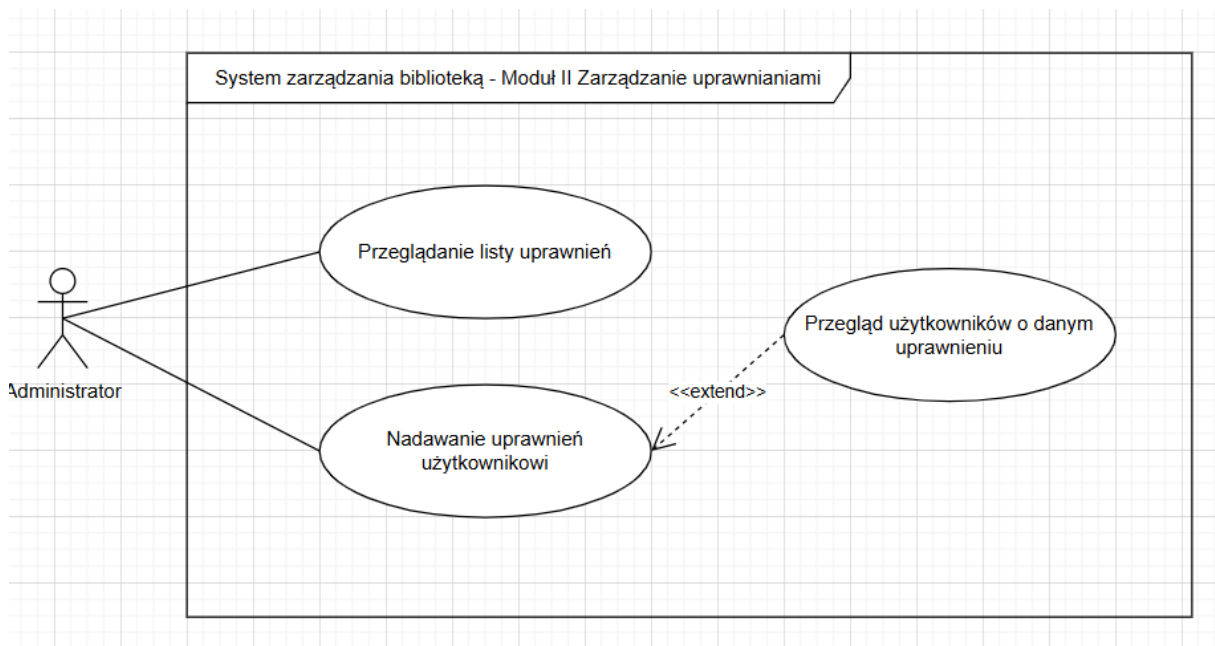 System zarządzania biblioteką - Moduł II Zarządzanie uprawnianiami
Przeglądanie listy uprawnień
Przegląd użytkowników o danym
uprawnieniu
<<extend>>
Administrator
Nadawanie uprawnień
użytkownikowi